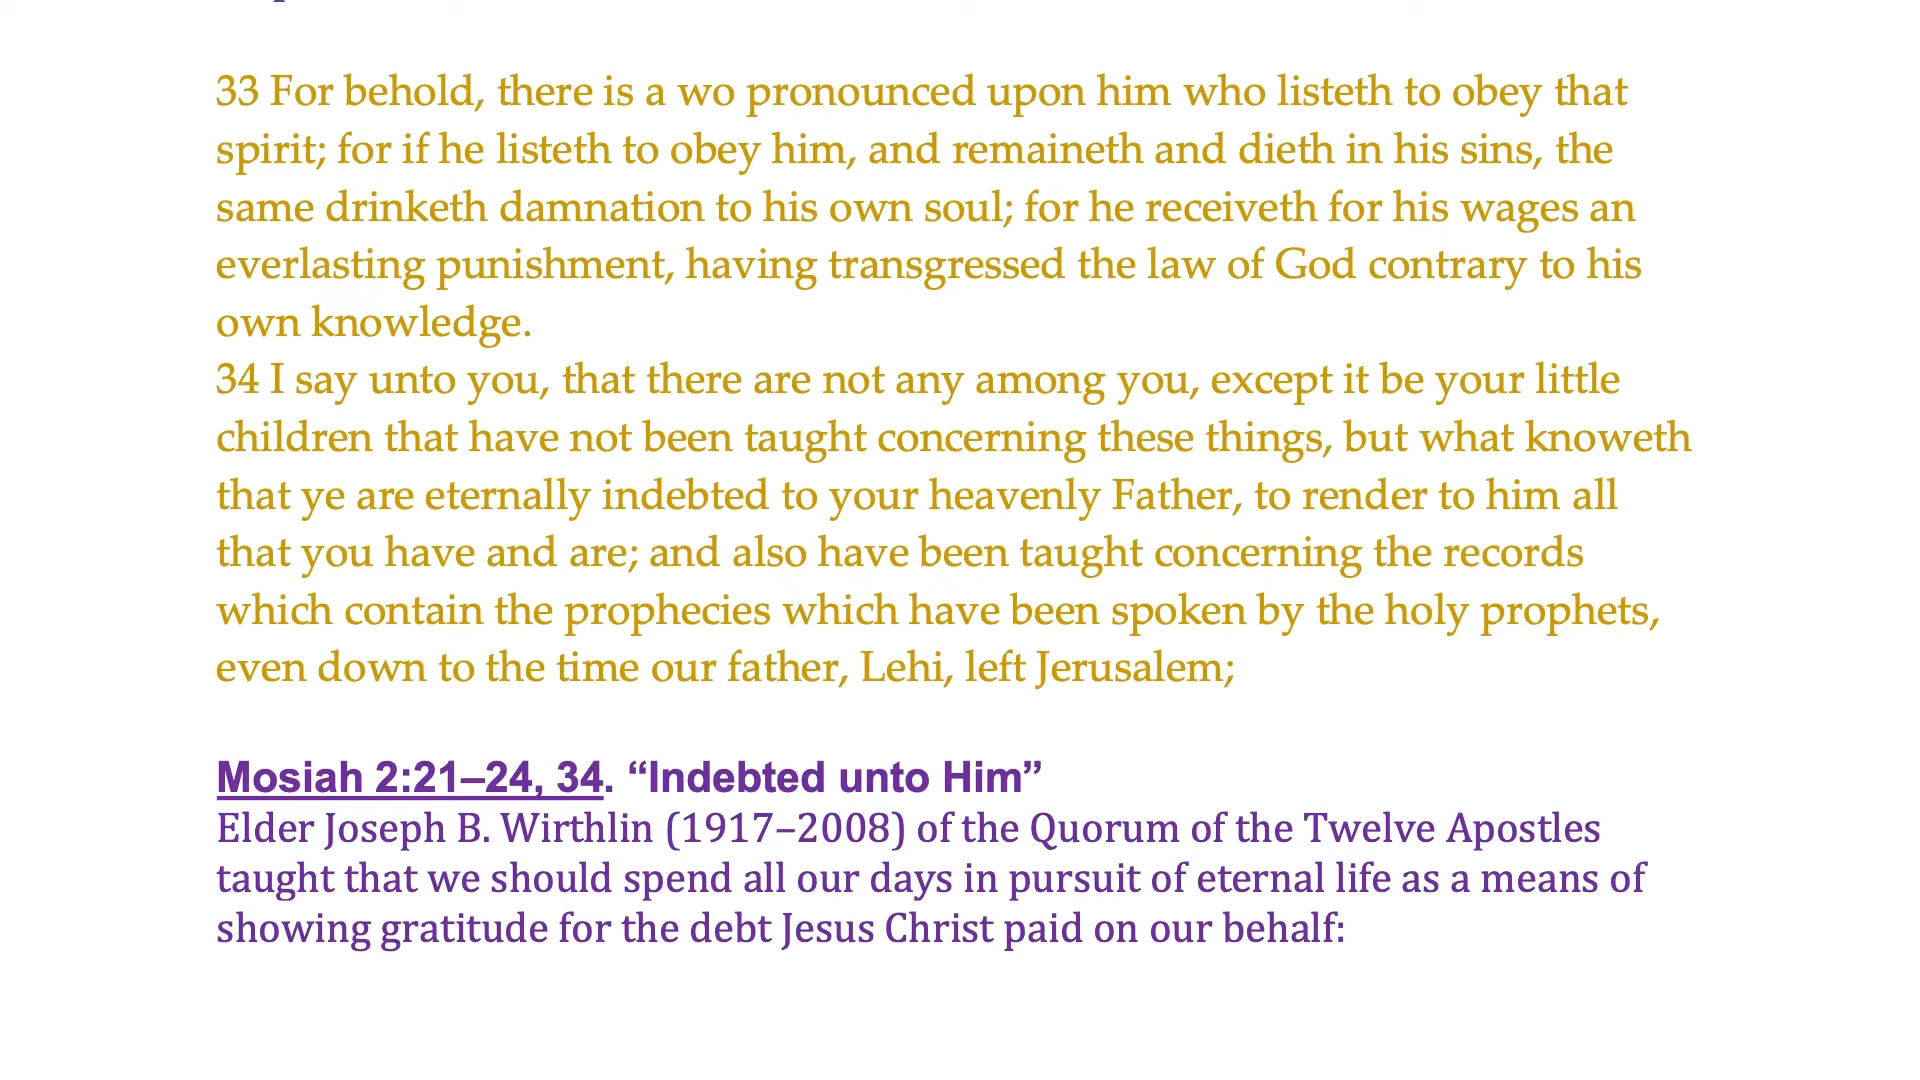 33 For behold, there is a wo pronounced upon him who listeth to obey that
spirit; for if he listeth to obey him, and remaineth and dieth in his sins, the
same drinketh damnation to his own soul; for he receiveth for his wages an
everlasting punishment, having transgressed the law of God contrary to his
own knowledge.
34 I say unto you, that there are not any among you, except it be your little
children that have not been taught concerning these things, but what knoweth
that ye are eternally indebted to your heavenly Father, to render to him all
that you have and are; and also have been taught concerning the records
which contain the prophecies which have been spoken by the holy prophets,
even down to the time our father, Lehi, left Jerusalem;
Mosiah 2:21–24, 34. “Indebted unto Him”
Elder Joseph B. Wirthlin (1917–2008) of the Quorum of the Twelve Apostles
taught that we should spend all our days in pursuit of eternal life as a means of
showing gratitude for the debt Jesus Christ paid on our behalf: